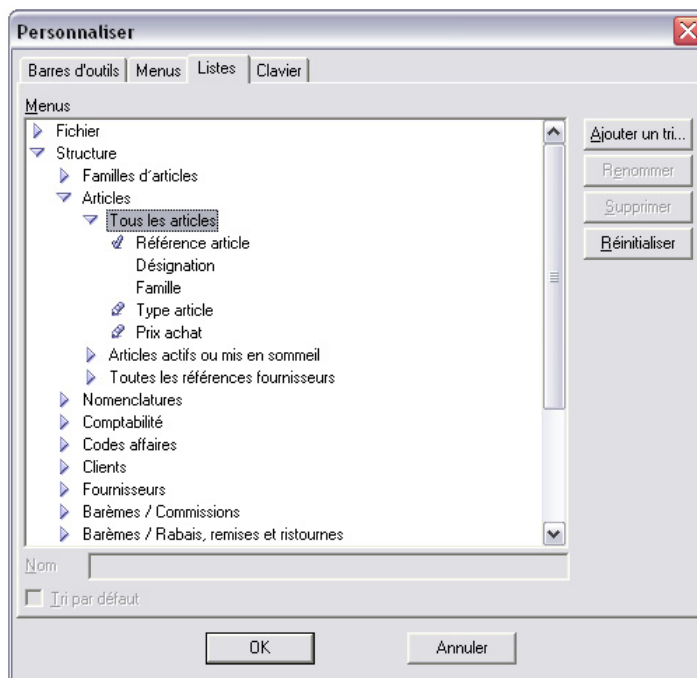 Personnaliser
Barres d'outils Menus Listes Clavier
Menus
Fichier
Structure
Familles d'articles
Articles
Tous les articles
Référence article
Désignation
Famille
Type article
Prix achat
Articles actifs ou mis en sommeil
Toutes les références fournisseurs
Nomenclatures
Comptabilité
Codes affaires
Clients
Fournisseurs
Barèmes / Commissions
Barèmes / Rabais, remises et ristournes
Ajouter un tri...
Renommer
Supprimer
Réinitialiser
Nom
Tri par défaut
OK Annuler